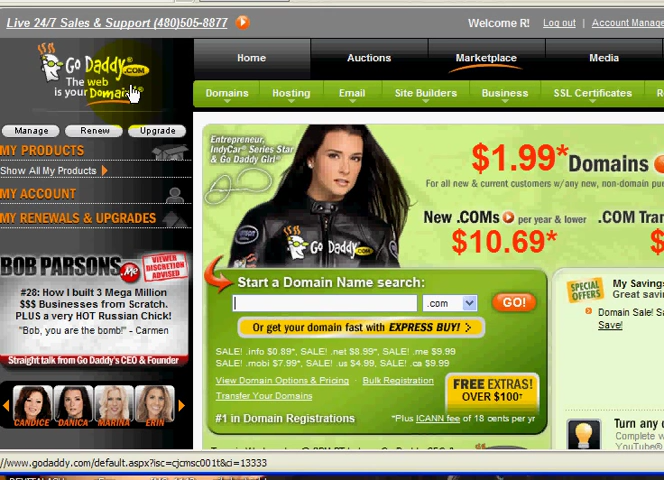 Live 24/7 Sales & Support (480)505-8877
Welcome R!
Log out | Account Manage
Go Daddy.COM
The web
is your Domain!
Home
Auctions
Marketplace
Media
Domains
Hosting
Email
Site Builders
Business
SSL Certificates
R
Manage
Renew
Upgrade
MY PRODUCTS
Show All My Products
MY ACCOUNT
MY RENEWALS & UPGRADES
BOB PARSONS.Me
VIEWER
DISCRETION
ADVISED
#28: How I built 3 Mega Million
$$$ Businesses from Scratch.
PLUS a very HOT Russian Chick!
"Bob, you are the bomb!" - Carmen
Straight talk from Go Daddy's CEO & Founder
CANDICE
DANICA
MARINA
ERIN
Entrepreneur,
IndyCar® Series Star
& Go Daddy Girl®
Go Daddy.COM
$1.99* Domains
For all new & current customers w/any new, non-domain pu
New .COMs per year & lower
$10.69*
.COM Tran
$6.99*
Start a Domain Name search:
.com
GO!
Or get your domain fast with EXPRESS BUY!
SALE! .info $0.89*, SALE! .net $8.99*, SALE! .me $9.99
SALE! .mobi $7.99*, SALE! .us $4.99, SALE! .ca $9.99
View Domain Options & Pricing
Bulk Registration
Transfer Your Domains
FREE EXTRAS!
OVER $100†
#1 in Domain Registrations
*Plus ICANN fee of 18 cents per yr
SPECIAL
OFFERS
My Savings
Great savin
Domain Sale! S
Save!
Turn any d
Complete w
YouTube®
//www.godaddy.com/default.aspx?isc=cjcmsc001t&ci=13333